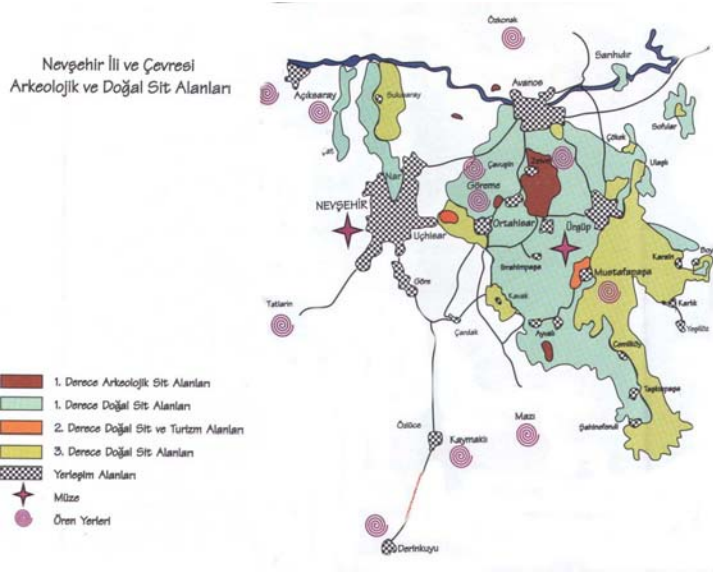 Nevşehir İli ve Çevresi
Arkeolojik ve Doğal Sit Alanları
Özkonak
Sarıhıdır
Avanos
Açıksaray
Sulusaray
Sofular
Çökek
Çat
Ulaşlı
Çavuşin
Zelve
Nar
Göreme
NEVŞEHİR
Ortahisar
Ürgüp
Uçhisar
İbrahimpaşa
Karain
Mustafapaşa
Göre
Kavak
Karlık
Tatlarin
Çardak
Ayvalı
Yeşilöz
Cemilköy
Taşkınpaşa
1. Derece Arkeolojik Sit Alanları
1. Derece Doğal Sit Alanları
2. Derece Doğal Sit ve Turizm Alanları
3. Derece Doğal Sit Alanları
Yerleşim Alanları
Müze
Ören Yerleri
Mazı
Şahinefendi
Özlüce
Kaymaklı
Derinkuyu